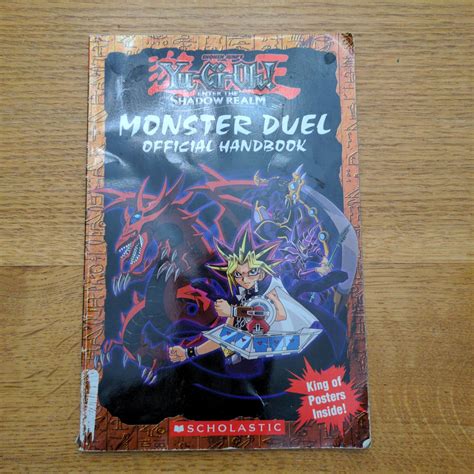 Yu-Gi-Oh!
ENTER THE
SHADOW REALM
MONSTER DUEL
OFFICIAL HANDBOOK
King of
Posters
Inside!
SCHOLASTIC